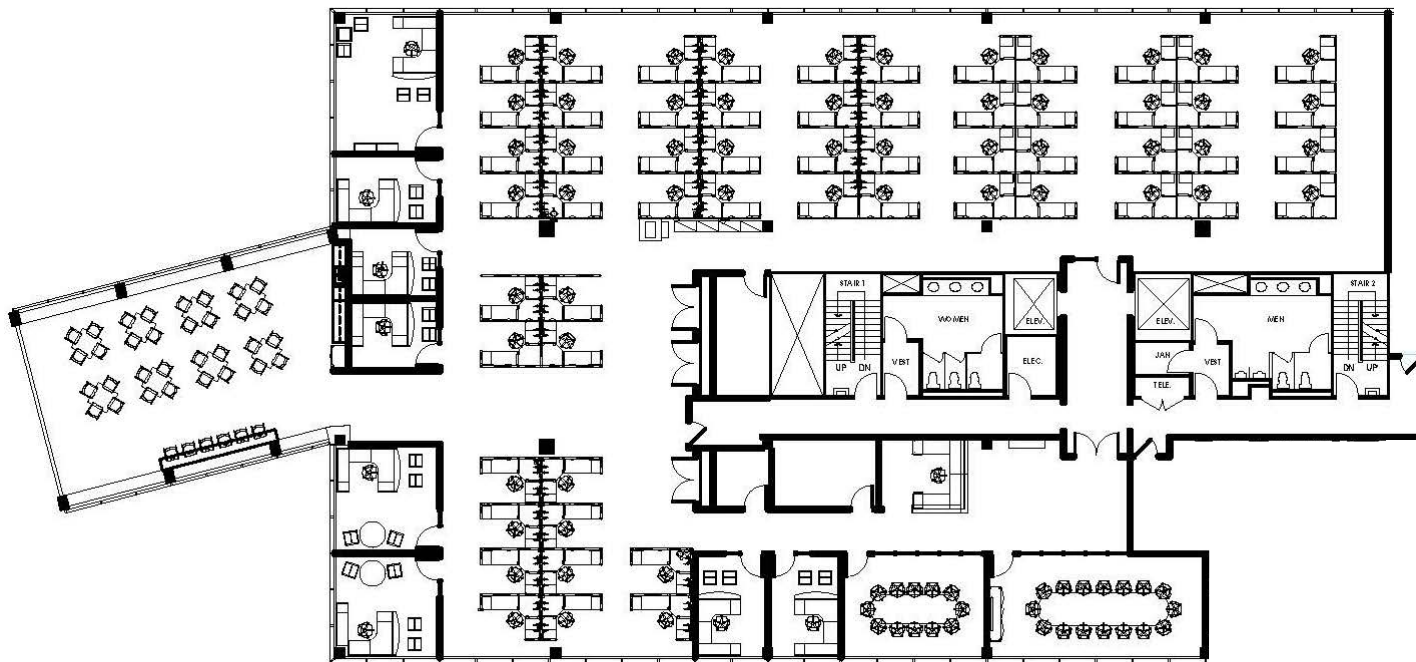 STAIR 1
WOMEN
ELEV.
ELEV.
MEN
STAIR 2
UP DN
VEST
ELEC.
JAN
VEST
DN UP
TELE.